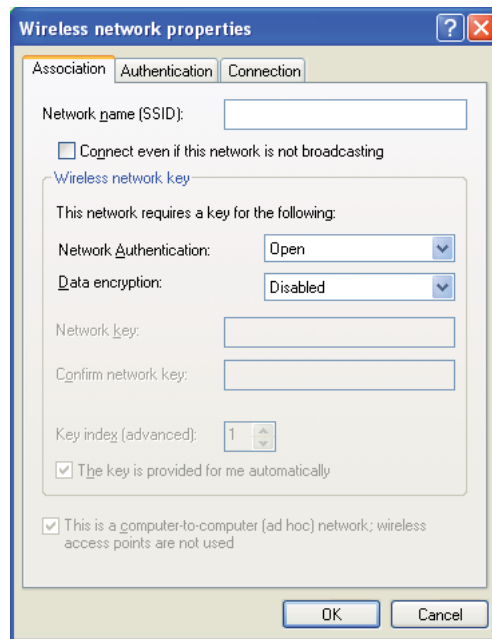 Wireless network properties
Association Authentication Connection
Network name (SSID):
Connect even if this network is not broadcasting
Wireless network key
This network requires a key for the following:
Network Authentication: Open
Data encryption: Disabled
Network key:
Confirm network key:
Key index (advanced): 1
The key is provided for me automatically
This is a computer-to-computer (ad hoc) network; wireless
access points are not used
OK Cancel